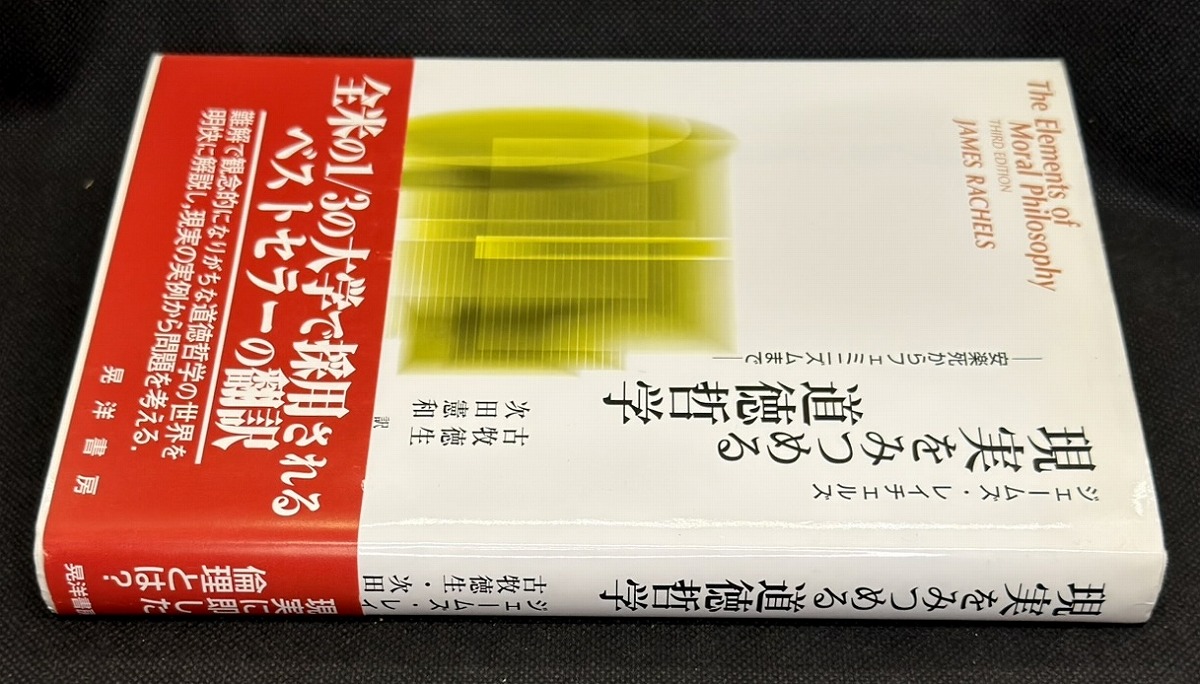 The Elements of
Moral Philosophy
THIRD EDITION
JAMES RACHELS
ジェームズ・レイチェルズ
現実をみつめる
道徳哲学
―安楽死からフェミニズムまで―
古牧徳生
次田憲和
訳
全米の1/3の大学で採用される
ベストセラーの翻訳
難解で観念的になりがちな道徳哲学の世界を
明快に解説し,現実の実例から問題を考える.
晃洋書房
現実をみつめる道徳哲学
ジェームズ・レイ
古牧徳生・次田
現実に即した
倫理とは?
晃洋書